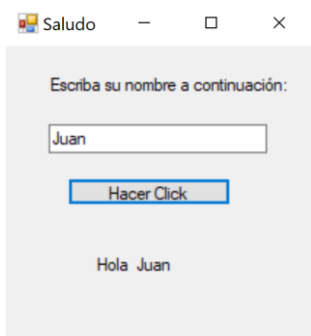 Saludo
Escriba su nombre a continuación:
Juan
Hacer Click
Hola Juan